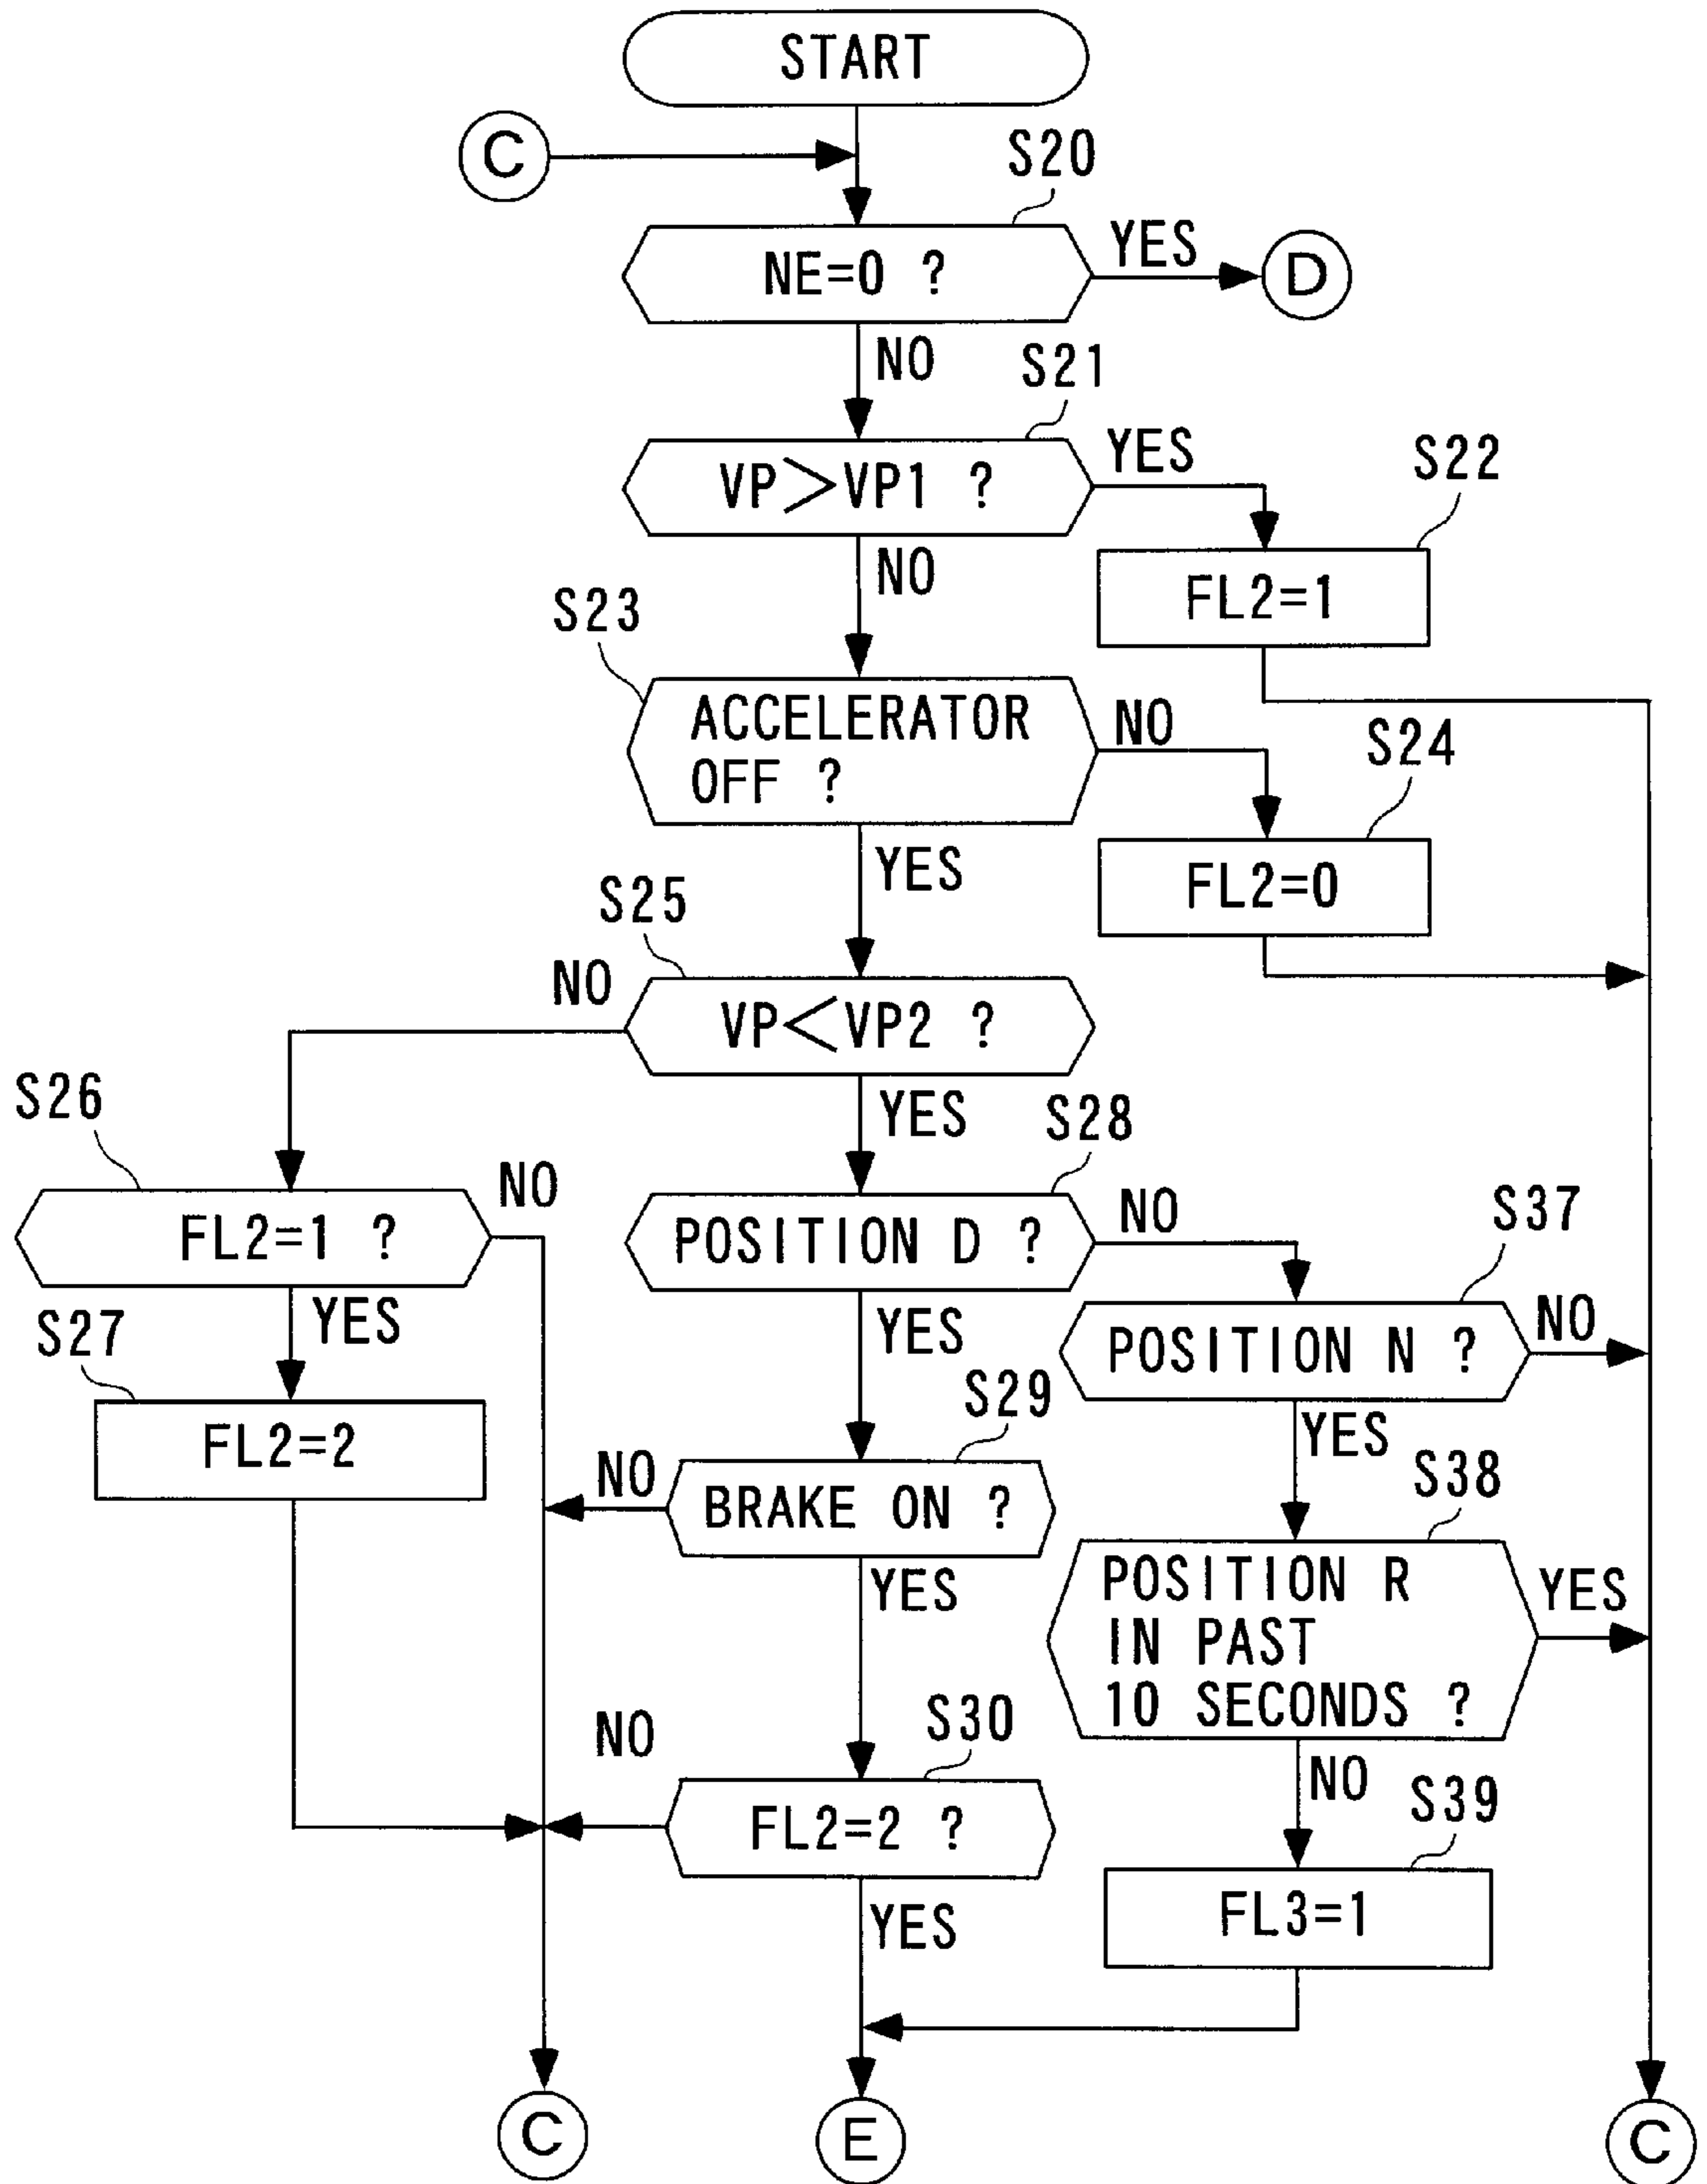 START
C
S20
NE=0 ?
YES
D
NO
S21
VP>VP1 ?
YES
S22
NO
FL2=1
S23
ACCELERATOR
OFF ?
NO
S24
FL2=0
YES
S25
NO
VP<VP2 ?
S26
YES
S28
NO
FL2=1 ?
POSITION D ?
NO
S37
S27
YES
YES
POSITION N ?
NO
FL2=2
S29
YES
NO
BRAKE ON ?
S38
YES
POSITION R
IN PAST
10 SECONDS ?
YES
NO
S30
NO
S39
FL2=2 ?
FL3=1
YES
C
E
C